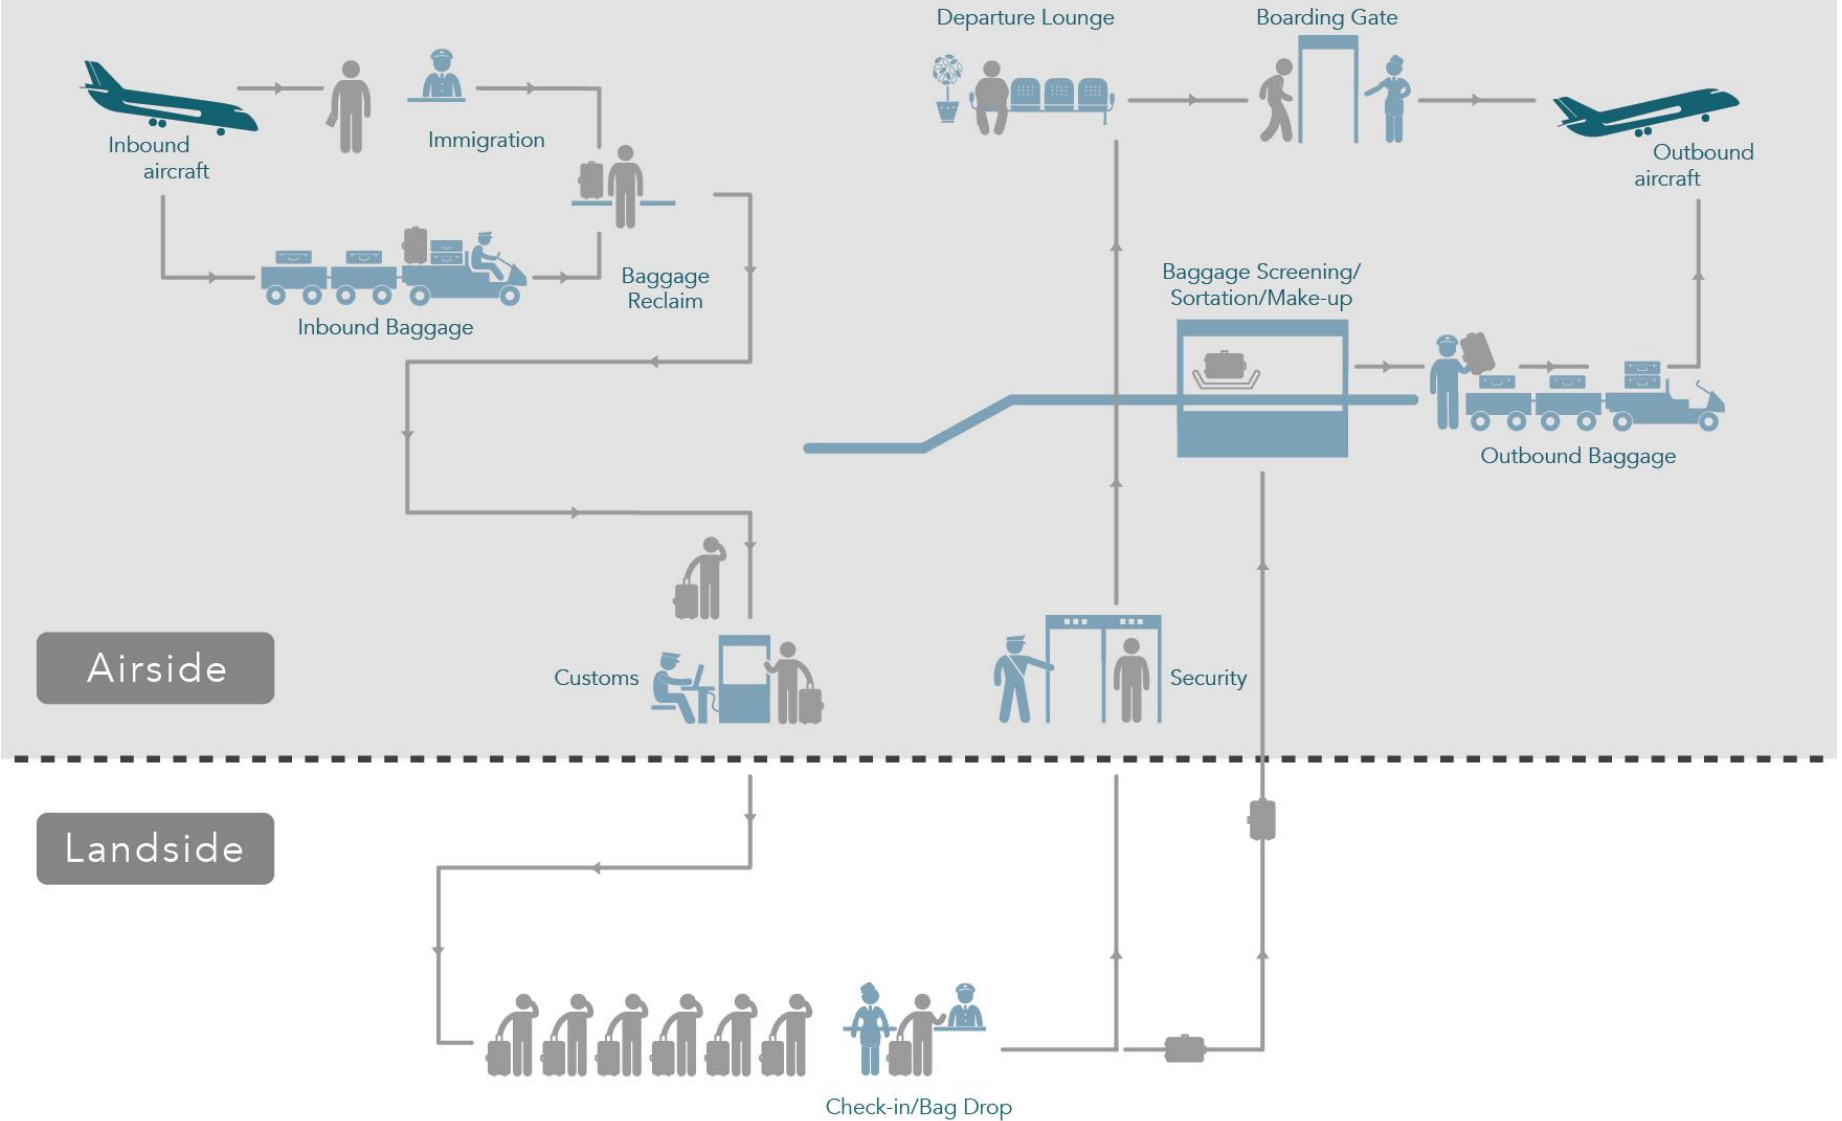 Departure Lounge
Boarding Gate
Inbound
aircraft
Immigration
Outbound
aircraft
Baggage
Reclaim
Inbound Baggage
Baggage Screening/
Sortation/Make-up
Outbound Baggage
Airside
Customs
Security
Landside
Check-in/Bag Drop